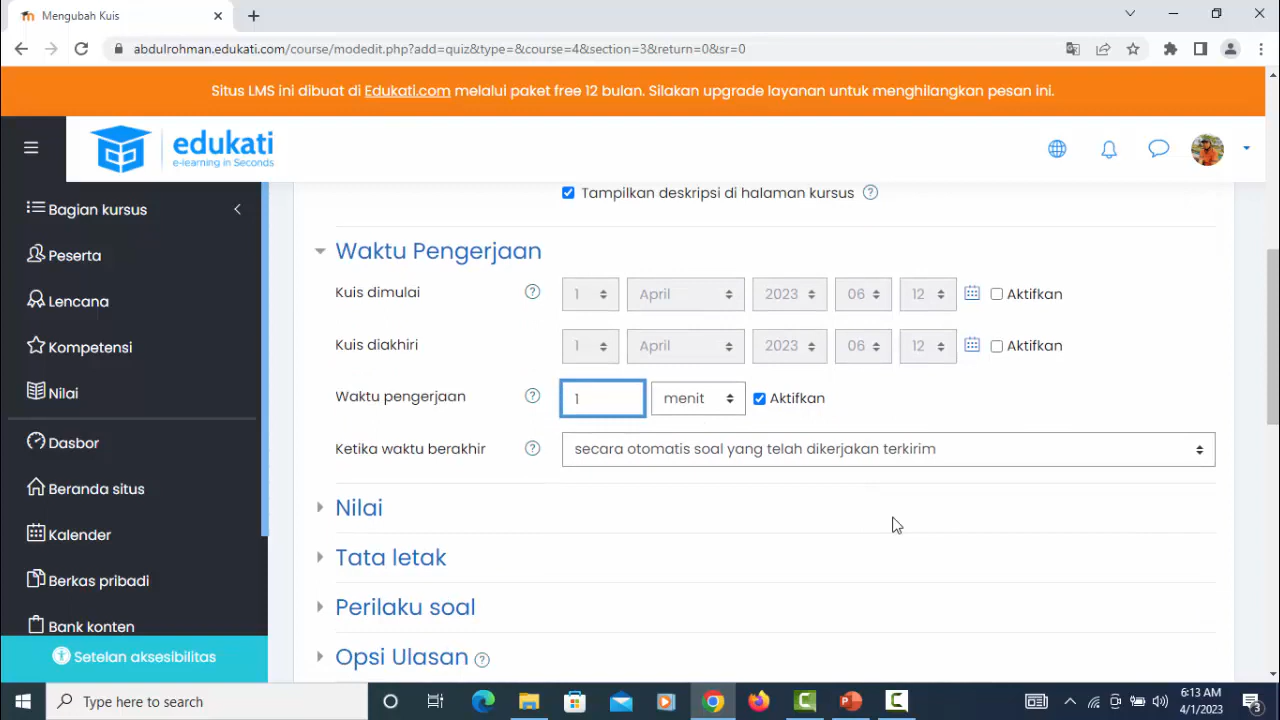 Mengubah Kuis
abdulrohman.edukati.com/course/modedit.php?add=quiz&type=&course=4&section=3&return=0&sr=0
Situs LMS ini dibuat di Edukati.com melalui paket free 12 bulan. Silakan upgrade layanan untuk menghilangkan pesan ini.
edukati
e-learning in Seconds
Bagian kursus
Peserta
Lencana
Kompetensi
Nilai
Dasbor
Beranda situs
Kalender
Berkas pribadi
Bank konten
Setelan aksesibilitas
Tampilkan deskripsi di halaman kursus
Waktu Pengerjaan
Kuis dimulai 1 April 2023 06 12 Aktifkan
Kuis diakhiri 1 April 2023 06 12 Aktifkan
Waktu pengerjaan 1 menit Aktifkan
Ketika waktu berakhir secara otomatis soal yang telah dikerjakan terkirim
Nilai
Tata letak
Perilaku soal
Opsi Ulasan
Type here to search
6:13 AM
4/1/2023
3